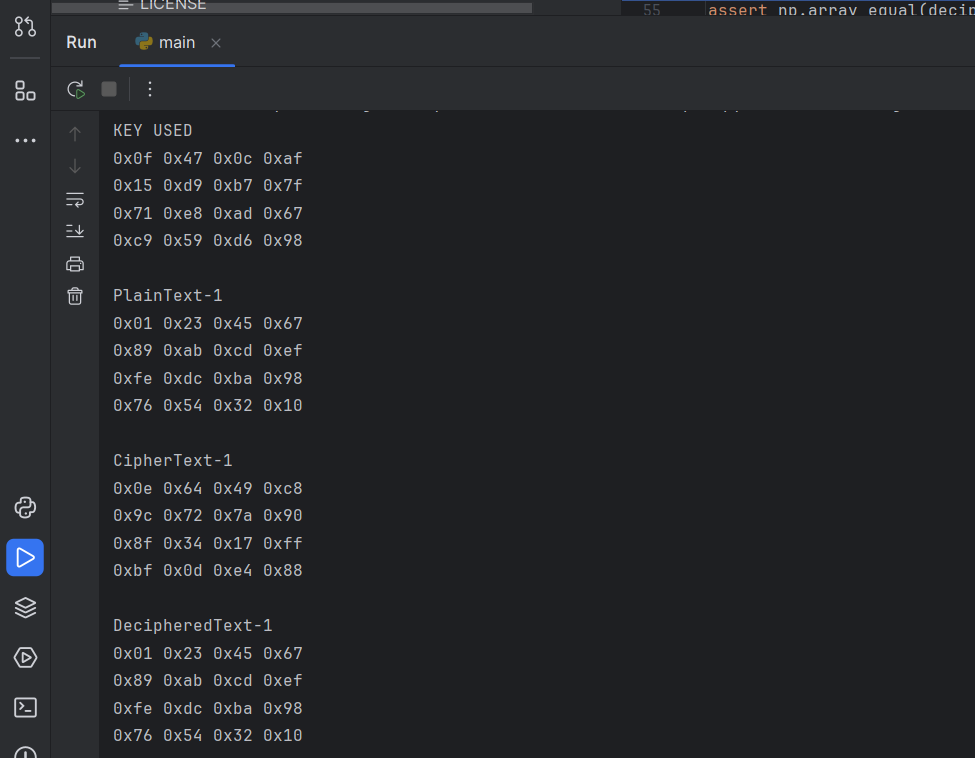 LICENSE
55 assert np.array_equal(decip
Run main
KEY USED
0x0f 0x47 0x0c 0xaf
0x15 0xd9 0xb7 0x7f
0x71 0xe8 0xad 0x67
0xc9 0x59 0xd6 0x98
PlainText-1
0x01 0x23 0x45 0x67
0x89 0xab 0xcd 0xef
0xfe 0xdc 0xba 0x98
0x76 0x54 0x32 0x10
CipherText-1
0x0e 0x64 0x49 0xc8
0x9c 0x72 0x7a 0x90
0x8f 0x34 0x17 0xff
0xbf 0x0d 0xe4 0x88
DecipheredText-1
0x01 0x23 0x45 0x67
0x89 0xab 0xcd 0xef
0xfe 0xdc 0xba 0x98
0x76 0x54 0x32 0x10